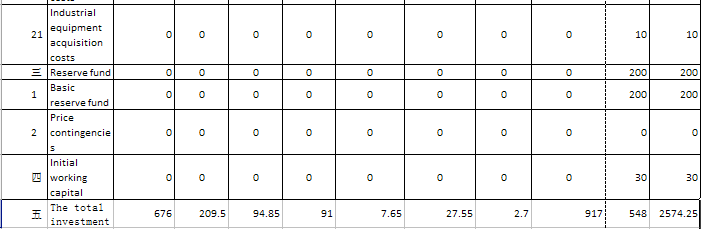 21 Industrial equipment acquisition costs 0 0 0 0 0 0 0 0 10 10
三 Reserve fund 0 0 0 0 0 0 0 0 200 200
1 Basic reserve fund 0 0 0 0 0 0 0 0 200 200
2 Price contingencies 0 0 0 0 0 0 0 0 0 0
四 Initial working capital 0 0 0 0 0 0 0 0 30 30
五 The total investment 676 209.5 94.85 91 7.65 27.55 2.7 917 548 2574.25